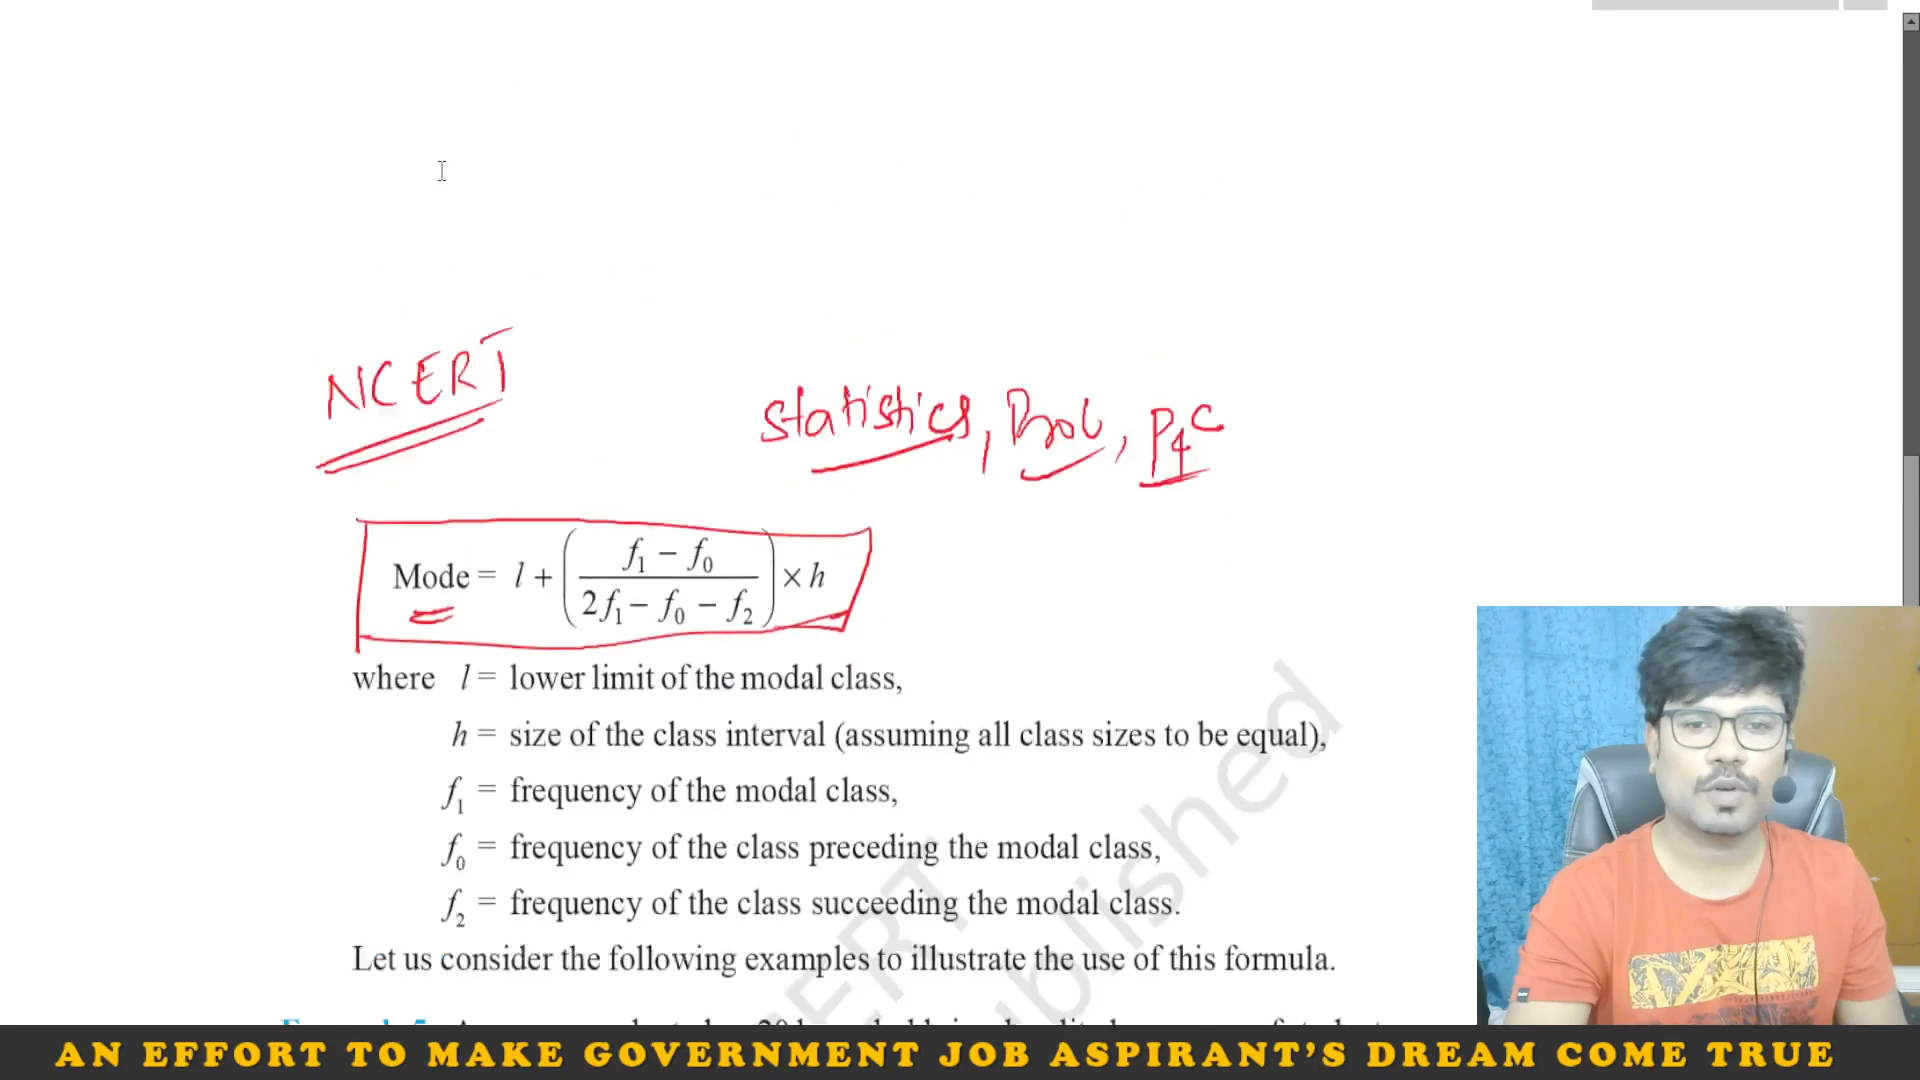 NCERT
Statistics, Prob, P & C
Mode = l + ( f₁ − f₀ / 2f₁ − f₀ − f₂ ) × h
where l = lower limit of the modal class,
h = size of the class interval (assuming all class sizes to be equal),
f₁ = frequency of the modal class,
f₀ = frequency of the class preceding the modal class,
f₂ = frequency of the class succeeding the modal class.
Let us consider the following examples to illustrate the use of this formula.
AN EFFORT TO MAKE GOVERNMENT JOB ASPIRANT'S DREAM COME TRUE